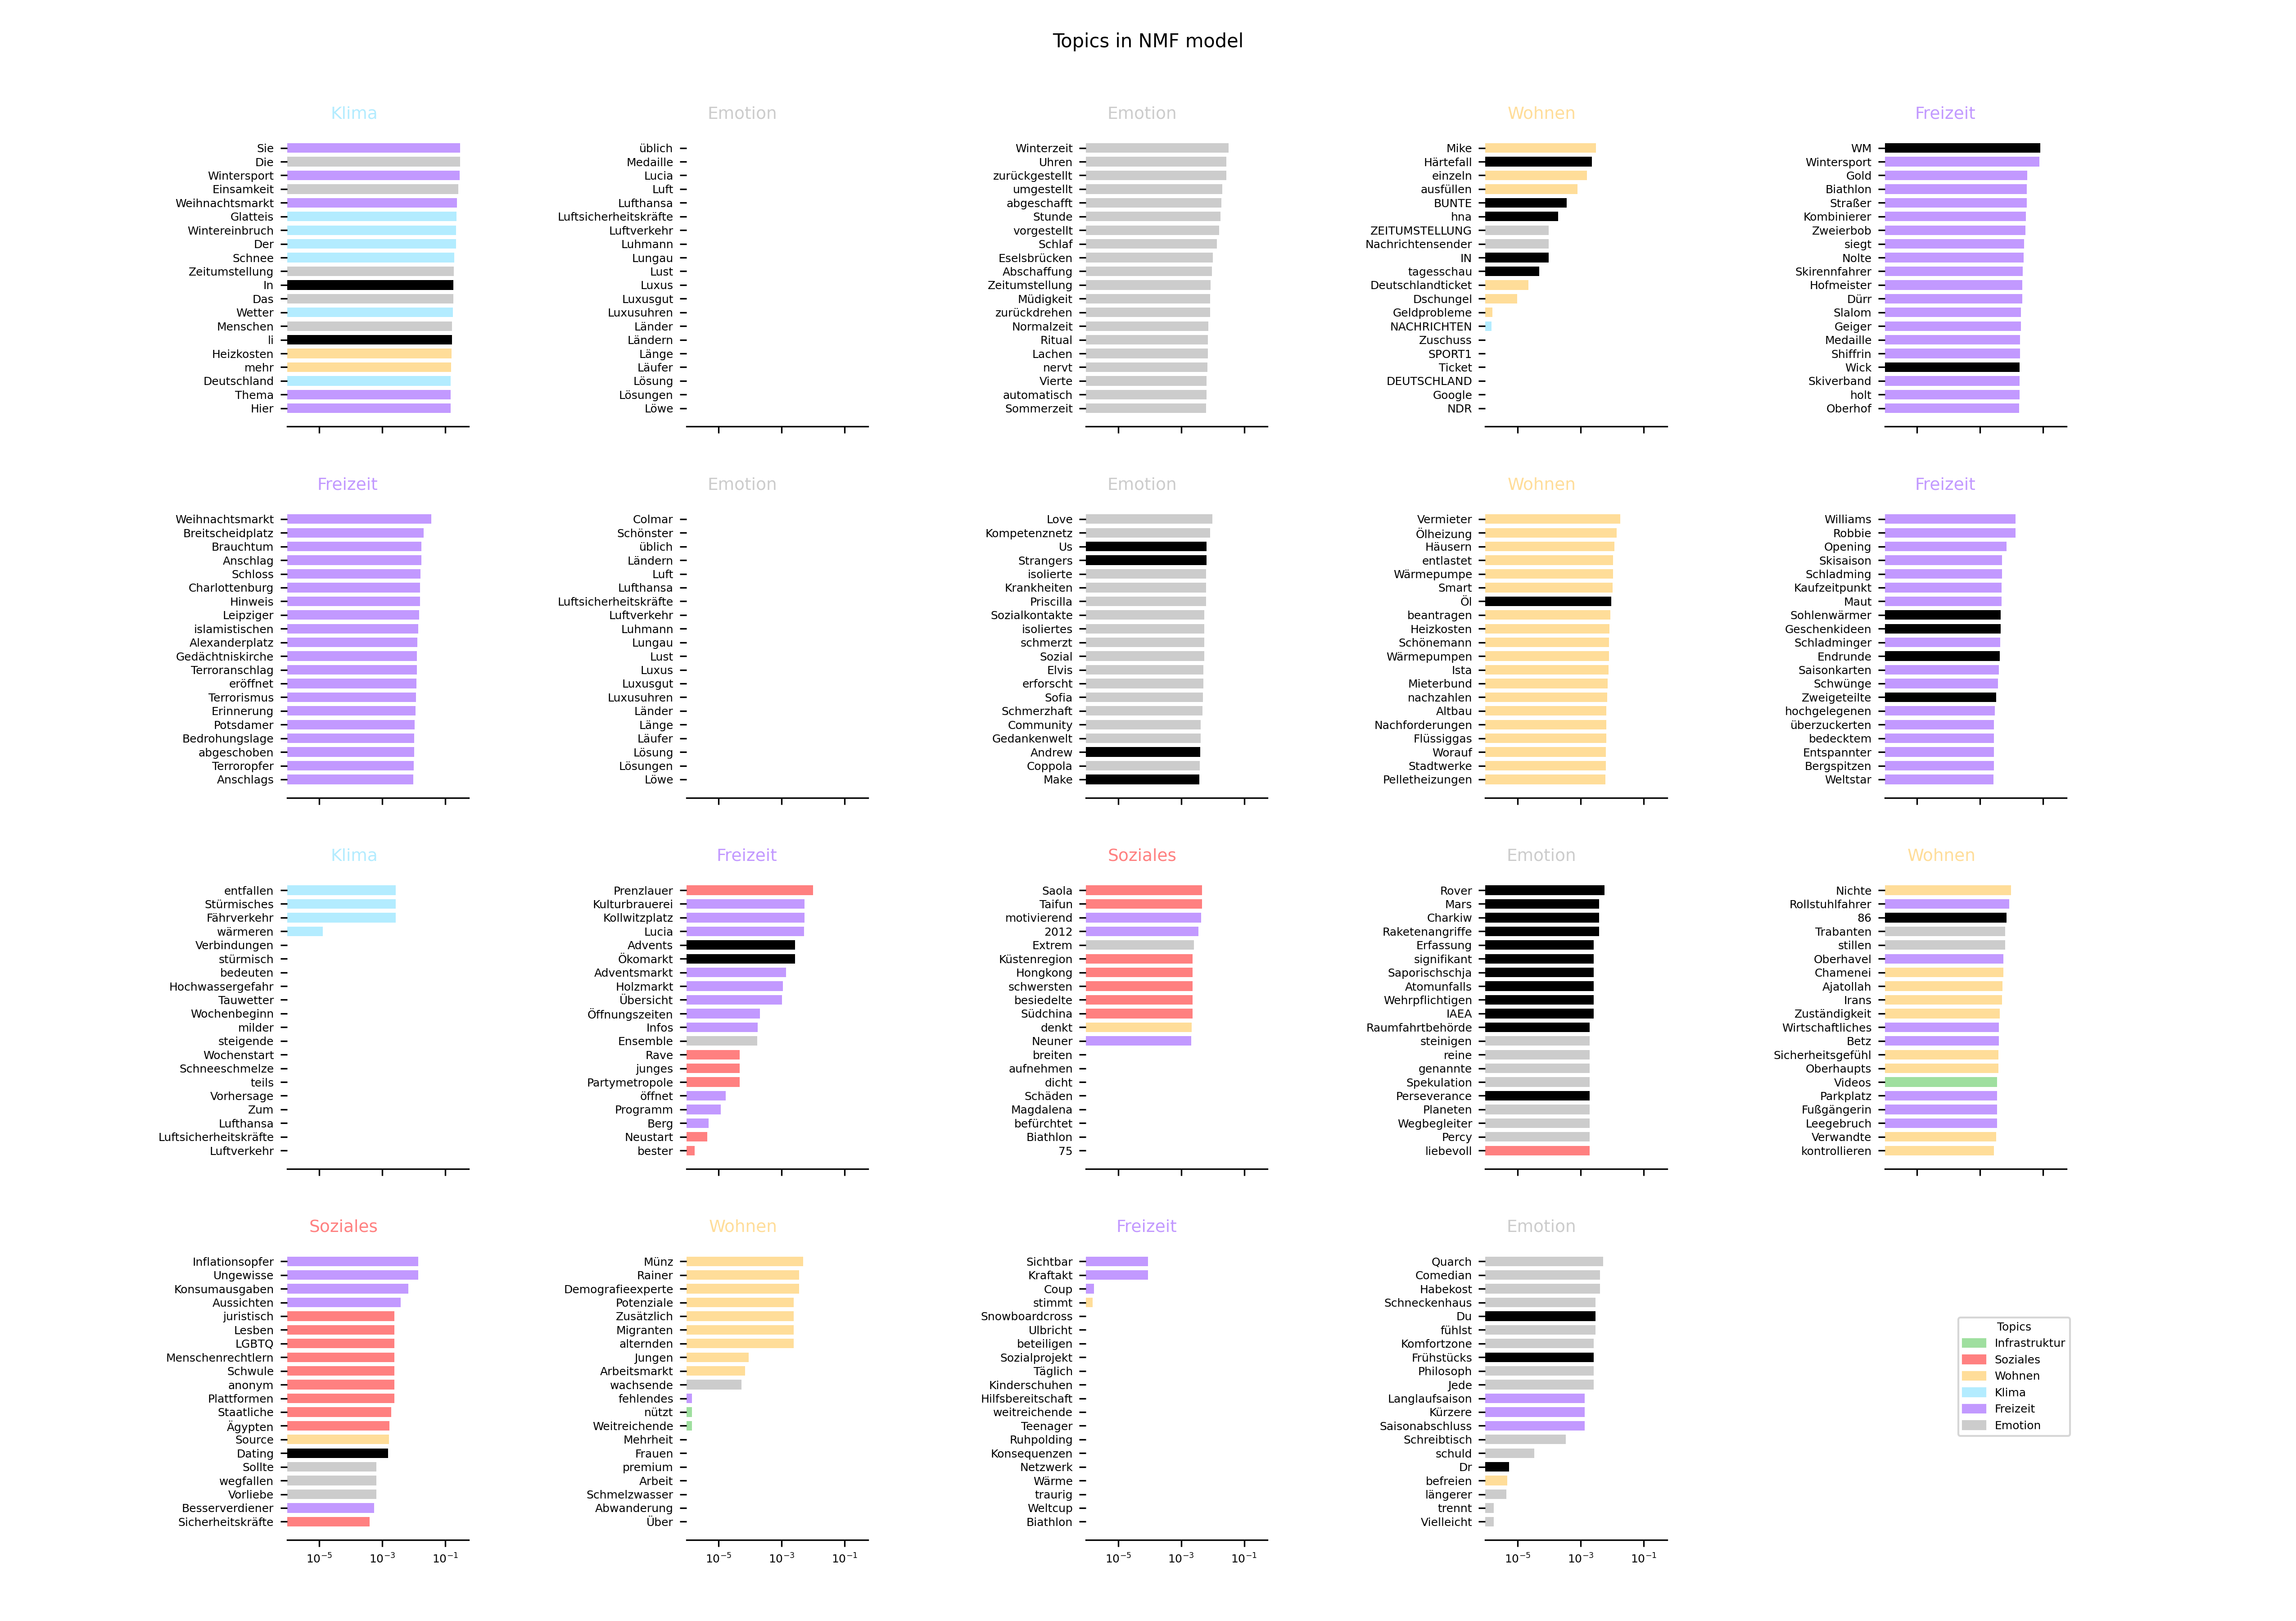 Topics in NMF model
Klima
Sie
Die
Wintersport
Einsamkeit
Weihnachtsmarkt
Glatteis
Wintereinbruch
Der
Schnee
Zeitumstellung
In
Das
Wetter
Menschen
li
Heizkosten
mehr
Deutschland
Thema
Hier
Emotion
üblich
Medaille
Lucia
Luft
Lufthansa
Luftsicherheitskräfte
Luftverkehr
Luhmann
Lungau
Lust
Luxus
Luxusgut
Luxusuhren
Länder
Ländern
Länge
Läufer
Lösung
Lösungen
Löwe
Emotion
Winterzeit
Uhren
zurückgestellt
umgestellt
abgeschafft
Stunde
vorgestellt
Schlaf
Eselsbrücken
Abschaffung
Zeitumstellung
Müdigkeit
zurückdrehen
Normalzeit
Ritual
Lachen
nervt
Vierte
automatisch
Sommerzeit
Wohnen
Mike
Härtefall
einzeln
ausfüllen
BUNTE
hna
ZEITUMSTELLUNG
Nachrichtensender
IN
tagesschau
Deutschlandticket
Dschungel
Geldprobleme
NACHRICHTEN
Zuschuss
SPORT1
Ticket
DEUTSCHLAND
Google
NDR
Freizeit
WM
Wintersport
Gold
Biathlon
Straßer
Kombinierer
Zweierbob
siegt
Nolte
Skirennfahrer
Hofmeister
Dürr
Slalom
Geiger
Medaille
Shiffrin
Wick
Skiverband
holt
Oberhof
Freizeit
Weihnachtsmarkt
Breitscheidplatz
Brauchtum
Anschlag
Schloss
Charlottenburg
Hinweis
Leipziger
islamistischen
Alexanderplatz
Gedächtniskirche
Terroranschlag
eröffnet
Terrorismus
Erinnerung
Potsdamer
Bedrohungslage
abgeschoben
Terroropfer
Anschlags
Emotion
Colmar
Schönster
üblich
Ländern
Luft
Lufthansa
Luftsicherheitskräfte
Luftverkehr
Luhmann
Lungau
Lust
Luxus
Luxusgut
Luxusuhren
Länder
Länge
Läufer
Lösung
Lösungen
Löwe
Emotion
Love
Kompetenznetz
Us
Strangers
isolierte
Krankheiten
Priscilla
Sozialkontakte
isoliertes
schmerzt
Sozial
Elvis
erforscht
Sofia
Schmerzhaft
Community
Gedankenwelt
Andrew
Coppola
Make
Wohnen
Vermieter
Ölheizung
Häusern
entlastet
Wärmepumpe
Smart
Öl
beantragen
Heizkosten
Schönemann
Wärmepumpen
Ista
Mieterbund
nachzahlen
Altbau
Nachforderungen
Flüssiggas
Worauf
Stadtwerke
Pelletheizungen
Freizeit
Williams
Robbie
Opening
Skisaison
Schladming
Kaufzeitpunkt
Maut
Sohlenwärmer
Geschenkideen
Schladminger
Endrunde
Saisonkarten
Schwünge
Zweigeteilte
hochgelegenen
überzuckerten
bedecktem
Entspannter
Bergspitzen
Weltstar
Klima
entfallen
Stürmisches
Fährverkehr
wärmeren
Verbindungen
stürmisch
bedeuten
Hochwassergefahr
Tauwetter
Wochenbeginn
milder
steigende
Wochenstart
Schneeschmelze
teils
Vorhersage
Zum
Lufthansa
Luftsicherheitskräfte
Luftverkehr
Freizeit
Prenzlauer
Kulturbrauerei
Kollwitzplatz
Lucia
Advents
Ökomarkt
Adventsmarkt
Holzmarkt
Übersicht
Öffnungszeiten
Infos
Ensemble
Rave
junges
Partymetropole
öffnet
Programm
Berg
Neustart
bester
Soziales
Saola
Taifun
motivierend
2012
Extrem
Küstenregion
Hongkong
schwersten
besiedelte
Südchina
denkt
Neuner
breiten
aufnehmen
dicht
Schäden
Magdalena
befürchtet
Biathlon
75
Emotion
Rover
Mars
Charkiw
Raketenangriffe
Erfassung
signifikant
Saporischschja
Atomunfalls
Wehrpflichtigen
IAEA
Raumfahrtbehörde
steinigen
reine
genannte
Spekulation
Perseverance
Planeten
Wegbegleiter
Percy
liebevoll
Wohnen
Nichte
Rollstuhlfahrer
86
Trabanten
stillen
Oberhavel
Chamenei
Ajatollah
Irans
Zuständigkeit
Wirtschaftliches
Betz
Sicherheitsgefühl
Oberhaupts
Videos
Parkplatz
Fußgängerin
Leegebruch
Verwandte
kontrollieren
Soziales
Inflationsopfer
Ungewisse
Konsumausgaben
Aussichten
juristisch
Lesben
LGBTQ
Menschenrechtlern
Schwule
anonym
Plattformen
Staatliche
Ägypten
Source
Dating
Sollte
wegfallen
Vorliebe
Besserverdiener
Sicherheitskräfte
10⁻⁵ 10⁻³ 10⁻¹
Wohnen
Münz
Rainer
Demografieexperte
Potenziale
Zusätzlich
Migranten
alternden
Jungen
Arbeitsmarkt
wachsende
fehlendes
nützt
Weitreichende
Mehrheit
Frauen
premium
Arbeit
Schmelzwasser
Abwanderung
Über
10⁻⁵ 10⁻³ 10⁻¹
Freizeit
Sichtbar
Kraftakt
Coup
stimmt
Snowboardcross
Ulbricht
beteiligen
Sozialprojekt
Täglich
Kinderschuhen
Hilfsbereitschaft
weitreichende
Teenager
Ruhpolding
Konsequenzen
Netzwerk
Wärme
traurig
Weltcup
Biathlon
10⁻⁵ 10⁻³ 10⁻¹
Emotion
Quarch
Comedian
Habekost
Schneckenhaus
Du
fühlst
Komfortzone
Frühstücks
Philosoph
Jede
Langlaufsaison
Kürzere
Saisonabschluss
Schreibtisch
schuld
Dr
befreien
längerer
trennt
Vielleicht
10⁻⁵ 10⁻³ 10⁻¹
Topics
Infrastruktur
Soziales
Wohnen
Klima
Freizeit
Emotion